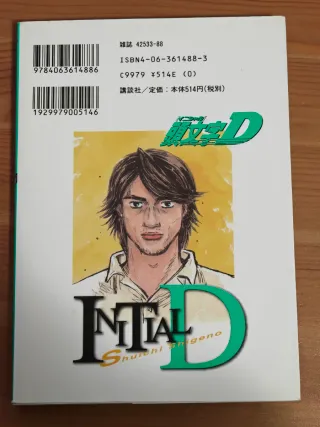 雑誌 42533-88
ISBN4-06-361488-3
9784063614886
C9979 ¥514E (0)
講談社/定価:本体514円(税別)
1929979005146
頭文字D
INITIAL D
Shuichi Shigeno